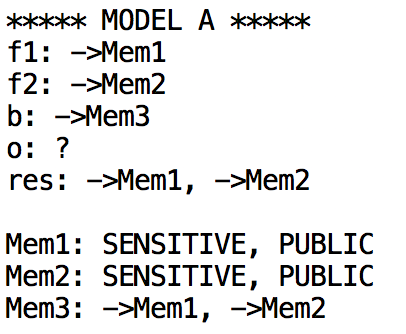 ***** MODEL A *****
f1: ->Mem1
f2: ->Mem2
b: ->Mem3
o: ?
res: ->Mem1, ->Mem2
Mem1: SENSITIVE, PUBLIC
Mem2: SENSITIVE, PUBLIC
Mem3: ->Mem1, ->Mem2